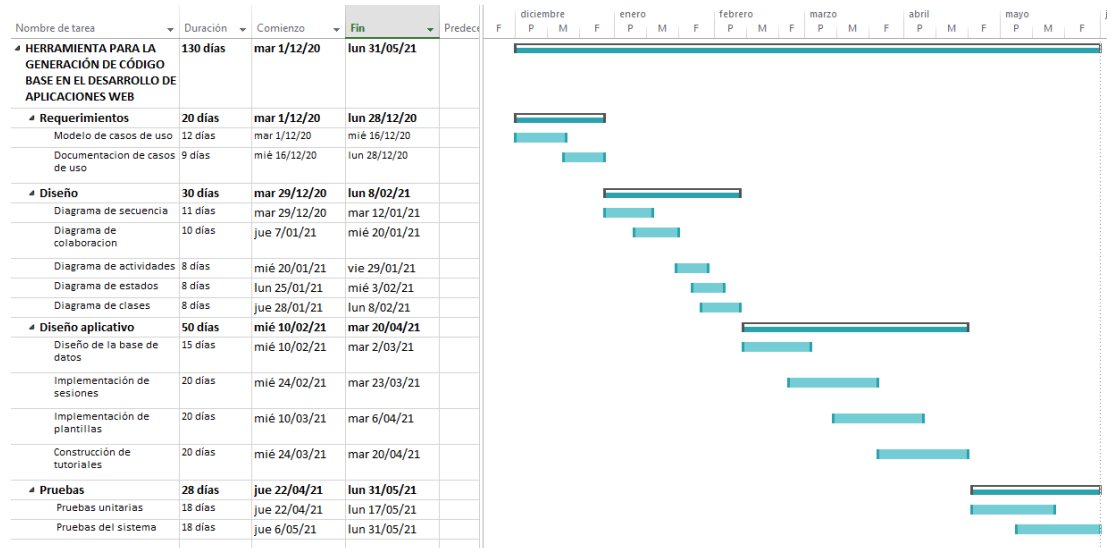 diciembre enero febrero marzo abril mayo j
Nombre de tarea Duración Comienzo Fin Predece F P M F P M F P M F P M F P M F P M F
HERRAMIENTA PARA LA 130 días mar 1/12/20 lun 31/05/21
GENERACIÓN DE CÓDIGO
BASE EN EL DESARROLLO DE
APLICACIONES WEB
Requerimientos 20 días mar 1/12/20 lun 28/12/20
Modelo de casos de uso 12 días mar 1/12/20 mié 16/12/20
Documentacion de casos 9 días mié 16/12/20 lun 28/12/20
de uso
Diseño 30 días mar 29/12/20 lun 8/02/21
Diagrama de secuencia 11 días mar 29/12/20 mar 12/01/21
Diagrama de 10 días jue 7/01/21 mié 20/01/21
colaboracion
Diagrama de actividades 8 días mié 20/01/21 vie 29/01/21
Diagrama de estados 8 días lun 25/01/21 mié 3/02/21
Diagrama de clases 8 días jue 28/01/21 lun 8/02/21
Diseño aplicativo 50 días mié 10/02/21 mar 20/04/21
Diseño de la base de 15 días mié 10/02/21 mar 2/03/21
datos
Implementación de 20 días mié 24/02/21 mar 23/03/21
sesiones
Implementación de 20 días mié 10/03/21 mar 6/04/21
plantillas
Construcción de 20 días mié 24/03/21 mar 20/04/21
tutoriales
Pruebas 28 días jue 22/04/21 lun 31/05/21
Pruebas unitarias 18 días jue 22/04/21 lun 17/05/21
Pruebas del sistema 18 días jue 6/05/21 lun 31/05/21